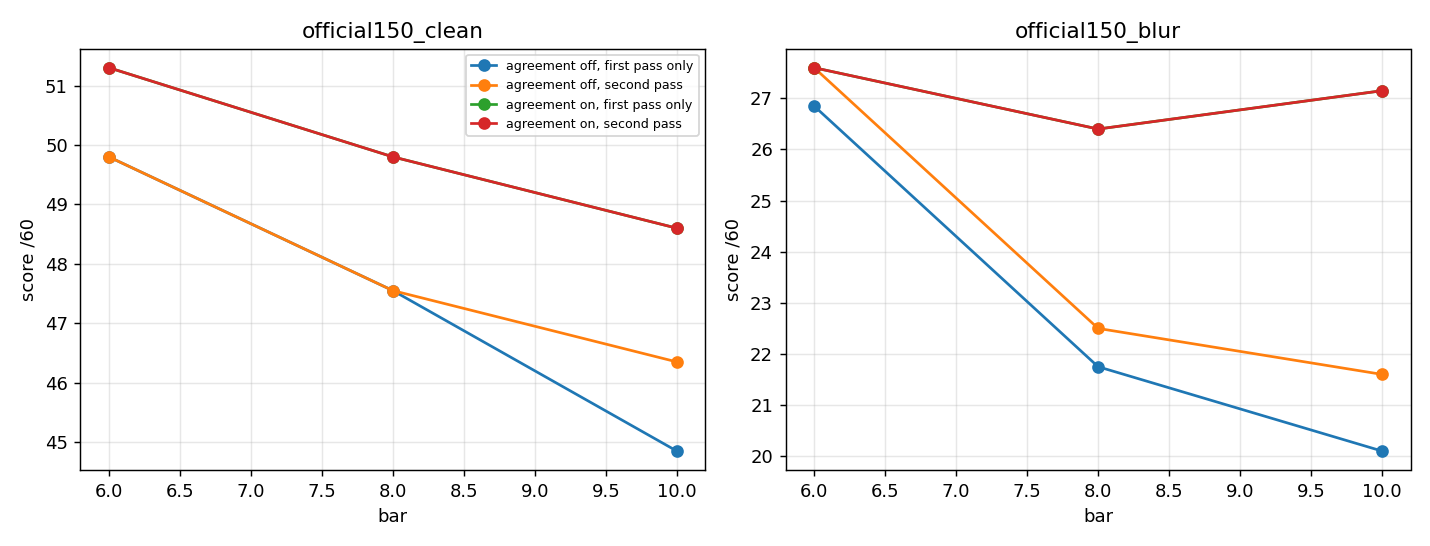 official150_clean
51
50
49
48
47
46
45
score /60
6.0 6.5 7.0 7.5 8.0 8.5 9.0 9.5 10.0
bar
agreement off, first pass only
agreement off, second pass
agreement on, first pass only
agreement on, second pass
official150_blur
27
26
25
24
23
22
21
20
score /60
6.0 6.5 7.0 7.5 8.0 8.5 9.0 9.5 10.0
bar